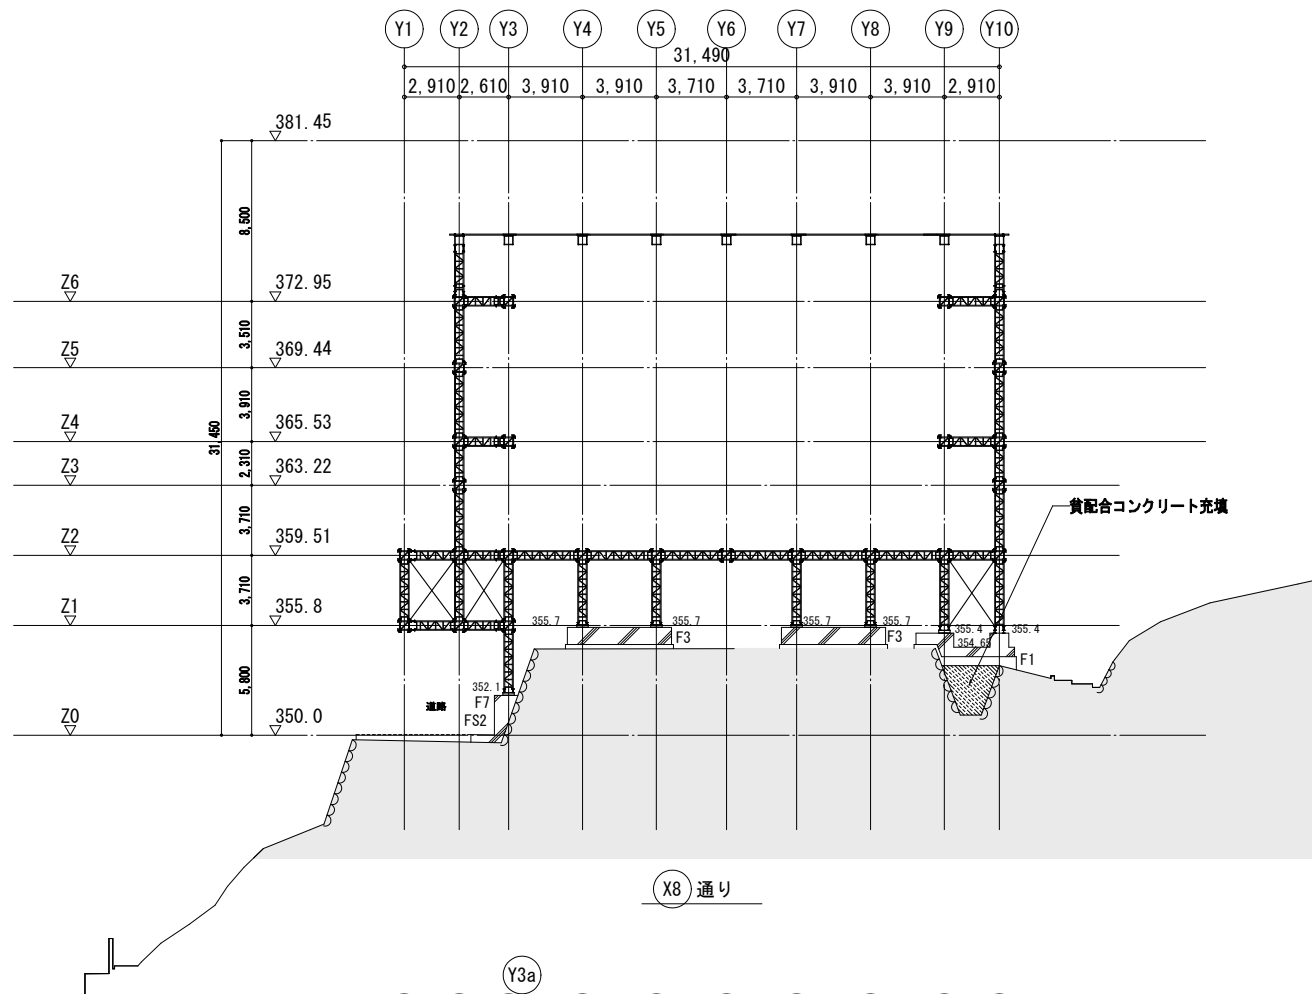 Y1 Y2 Y3 Y4 Y5 Y6 Y7 Y8 Y9 Y10
31,490
2,910 2,610 3,910 3,910 3,710 3,710 3,910 3,910 2,910
381.45
8,500
Z6 372.95
3,510
Z5 369.44
3,910
31,450
Z4 365.53
2,310
Z3 363.22
3,710
貧配合コンクリート充填
Z2 359.51
3,710
Z1 355.8
355.7 355.7 355.7 355.7 355.4 355.4
F3 F3 354.65
F1
5,800
352.1
道路 F7
FS2
Z0 350.0
X8 通り
Y3a